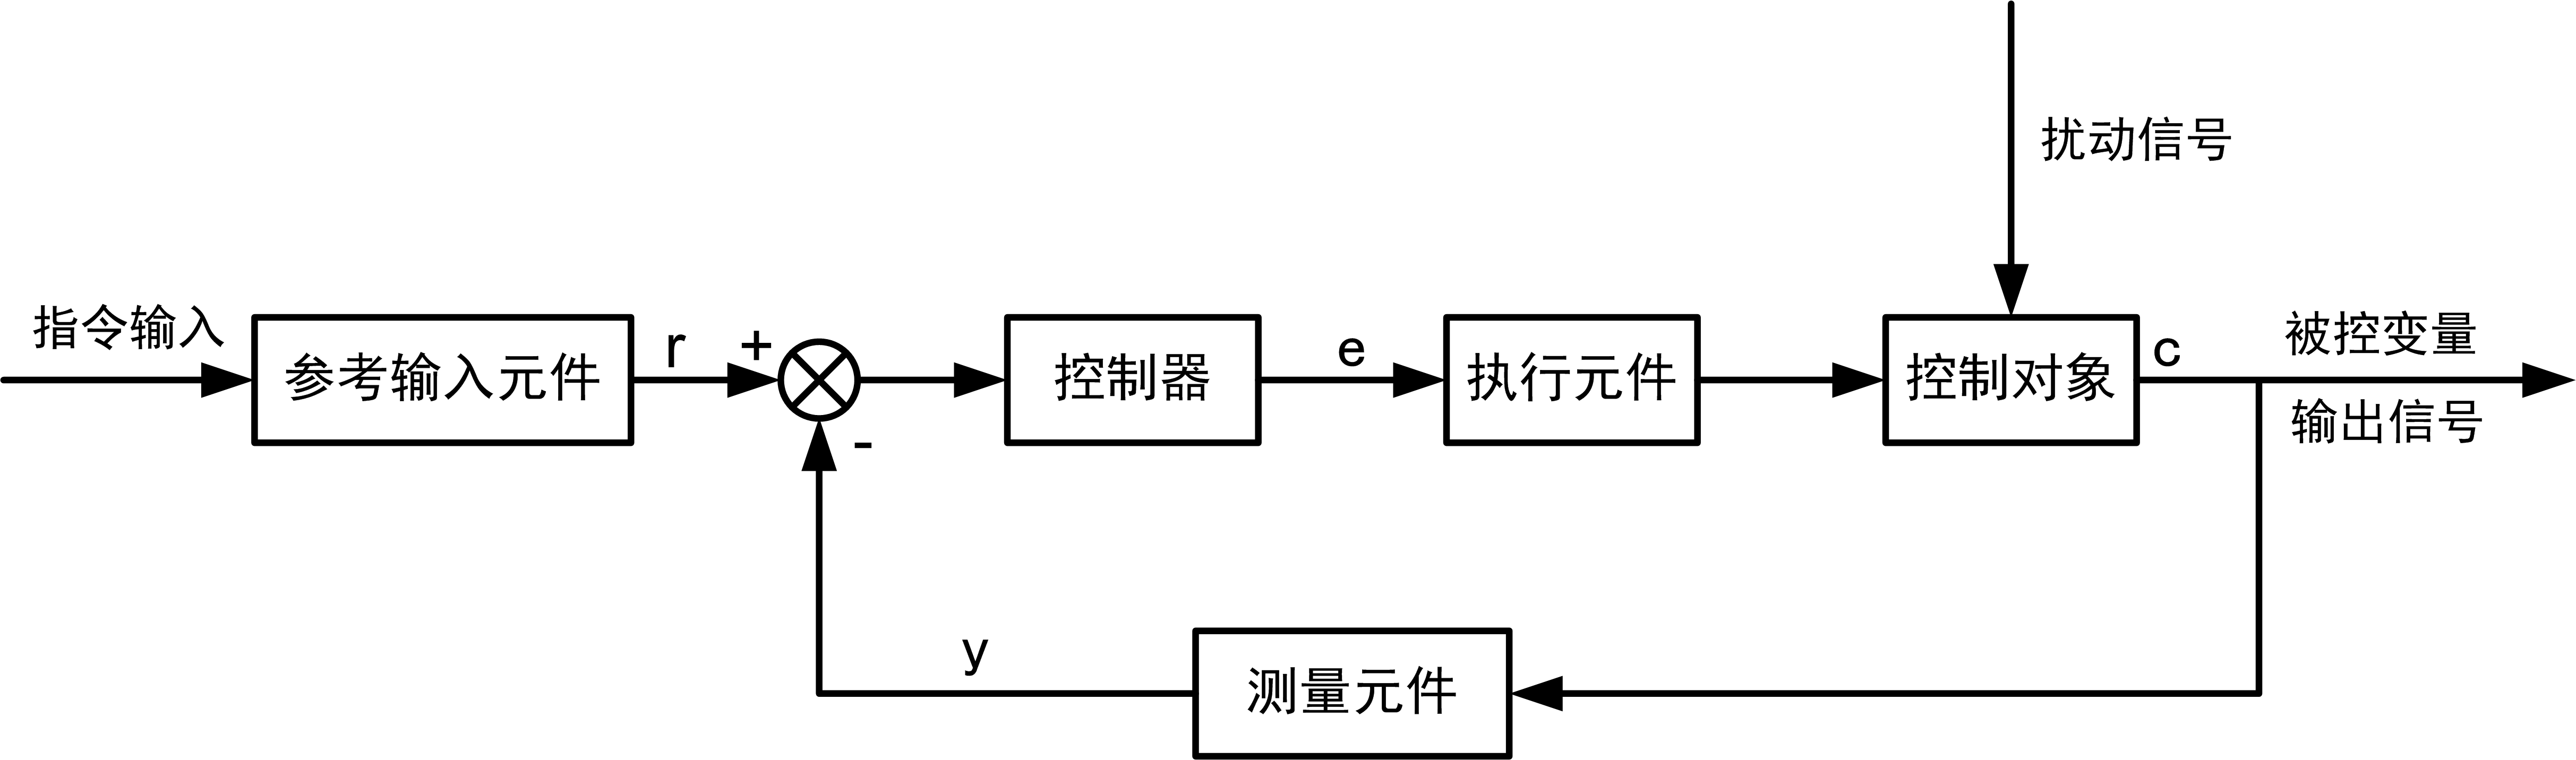 扰动信号
指令输入
参考输入元件
r
+
-
控制器
e
执行元件
控制对象
c
被控变量
输出信号
y
测量元件